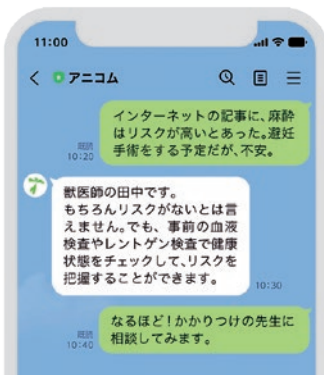 11:00
アニコム
インターネットの記事に、麻酔
はリスクが高いとあった。避妊
手術をする予定だが、不安。
既読
10:20
獣医師の田中です。
もちろんリスクがないとは言
えません。でも、事前の血液
検査やレントゲン検査で健康
状態をチェックして、リスクを
把握することができます。
10:30
なるほど!かかりつけの先生に
相談してみます。
既読
10:40